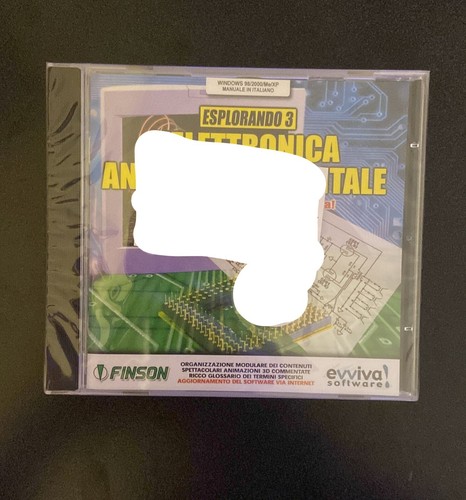 WINDOWS 98/2000/Me/XP
MANUALE IN ITALIANO
ESPLORANDO 3
ELETTRONICA
AN TALE
a!
FINSON
ORGANIZZAZIONE MODULARE DEI CONTENUTI
SPETTACOLARI ANIMAZIONI 3D COMMENTATE
RICCO GLOSSARIO DEI TERMINI SPECIFICI
AGGIORNAMENTO DEL SOFTWARE VIA INTERNET
evviva!
software